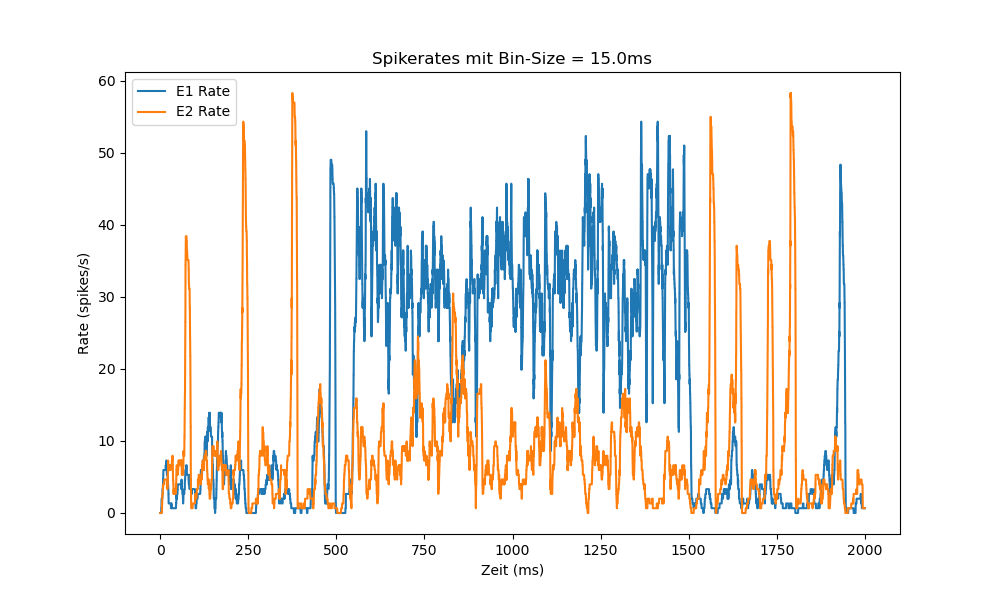 Spikerates mit Bin-Size = 15.0ms
E1 Rate
E2 Rate
60
50
40
30
20
10
0
Rate (spikes/s)
0 250 500 750 1000 1250 1500 1750 2000
Zeit (ms)